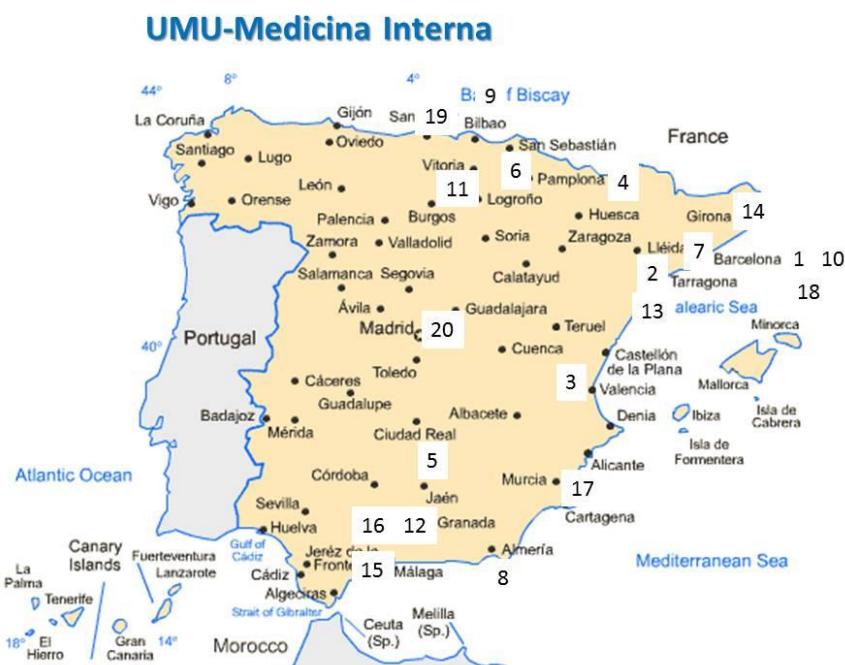 UMU-Medicina Interna
44°
8°
4°
9
f Biscay
La Coruña
Gijón
San
19
Bilbao
France
Santiago
Lugo
Oviedo
San Sebastián
Vitoria
6
Pamplona
4
León
11
Logroño
Vigo
Orense
Palencia
Burgos
Huesca
Girona
14
Zamora
Valladolid
Soria
Zaragoza
Lléida
7
Barcelona
1
10
Salamanca
Segovia
Calatayud
2
Tarragona
18
Ávila
Guadalajara
13
alearic Sea
Minorca
Portugal
Madrid
20
Teruel
40°
Cuenca
Castellón
de la Plana
Toledo
Mallorca
Cáceres
3
Valencia
Guadalupe
Badajoz
Mérida
Albacete
Denia
Ibiza
Isla de
Cabrera
Ciudad Real
Isla de
Formentera
Atlantic Ocean
5
Alicante
Córdoba
Jaén
Murcia
17
Sevilla
Cartagena
Huelva
16
12
Granada
Canary
Islands
Fuerteventura
Lanzarote
Gulf of
Cádiz
Jeréz de la
Fronte
15
Málaga
Almería
8
Mediterranean Sea
La
Palma
Tenerife
Cádiz
Algeciras
Strait of Gibralter
Ceuta
(Sp.)
Melilla
(Sp.)
18°
El
Hierro
Gran
Canaria
14°
Morocco